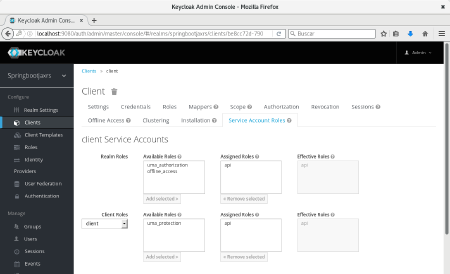 Keycloak Admin Console - Mozilla Firefox
Keycloak Admin Console
localhost:9080/auth/admin/master/console/#/realms/springbootjaxrs/clients/be8cc72d-790
Buscar
KEYCLOAK
Admin
Springbootjaxrs
Clients > client
Client
Configure
Realm Settings
Clients
Client Templates
Roles
Identity
Providers
User Federation
Authentication
Manage
Groups
Users
Sessions
Events
Settings Credentials Roles Mappers Scope Authorization Revocation Sessions
Offline Access Clustering Installation Service Account Roles
client Service Accounts
Realm Roles Available Roles Assigned Roles Effective Roles
uma_authorization api api
offline_access
Add selected » « Remove selected
Client Roles Available Roles Assigned Roles Effective Roles
client uma_protection api api
Add selected » « Remove selected